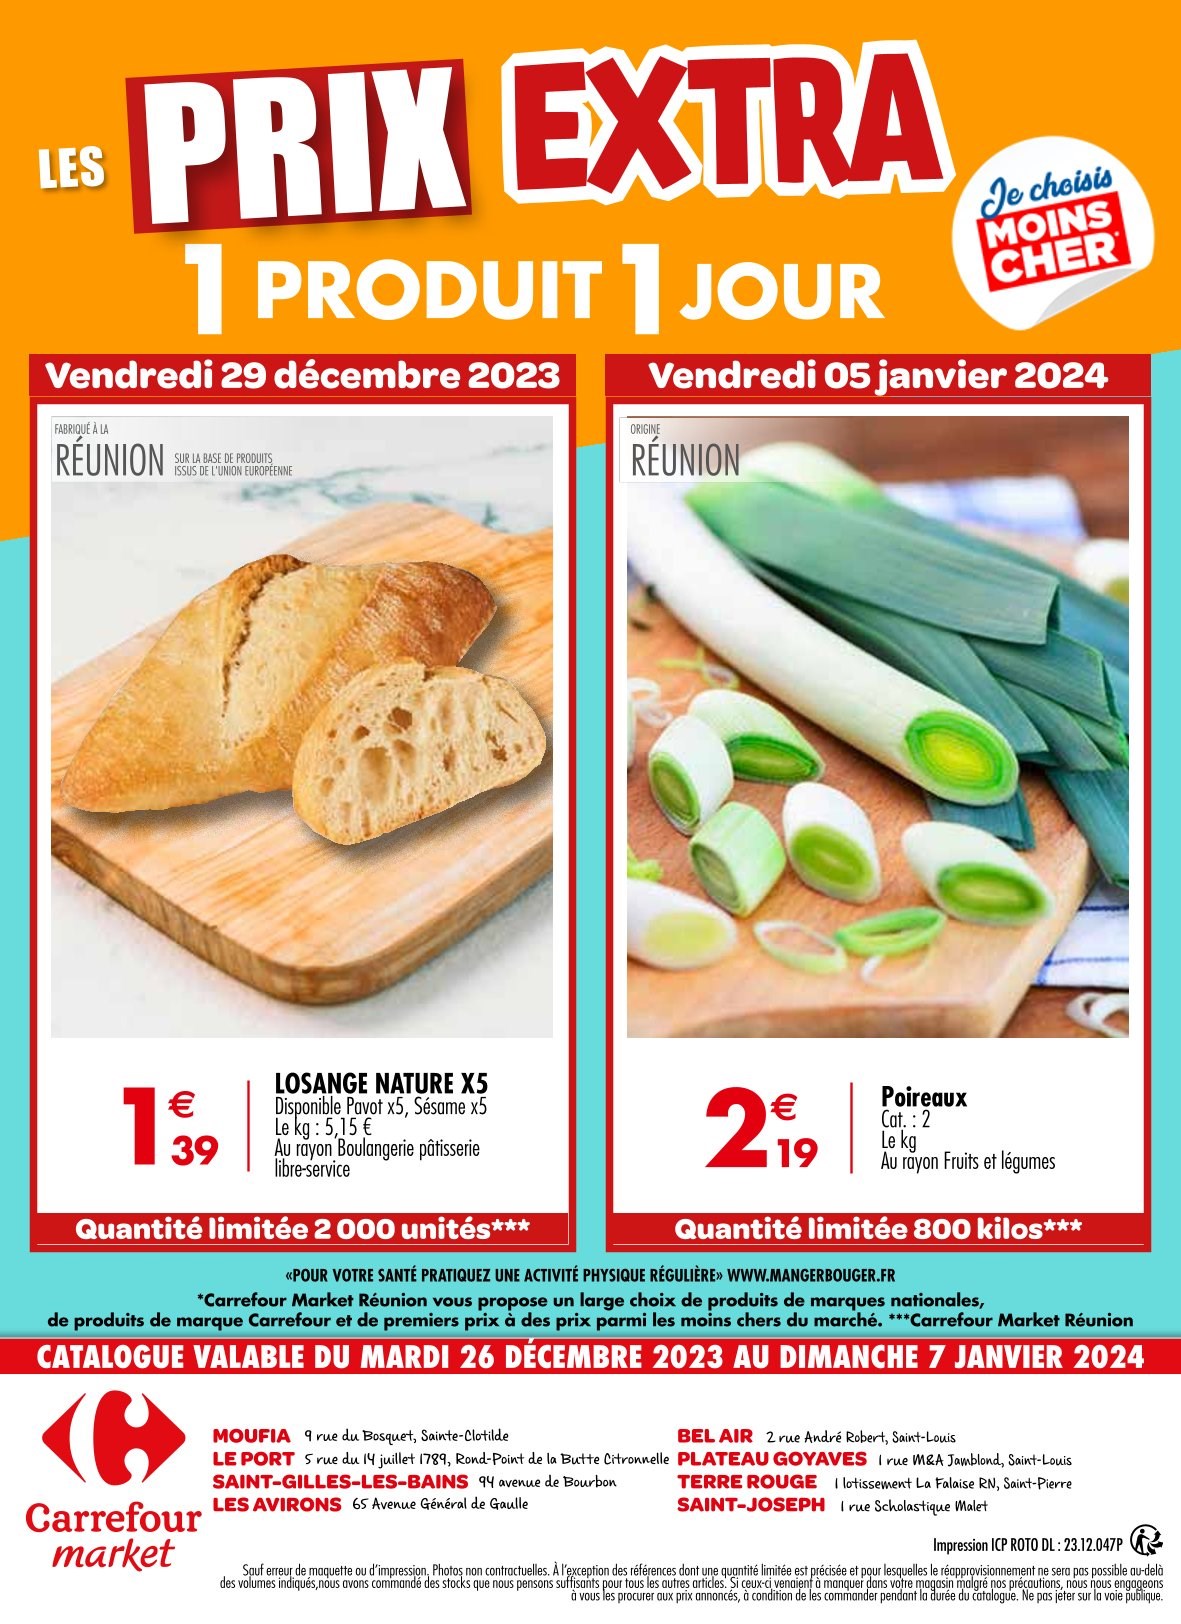 LES PRIX EXTRA
Je choisis
MOINS
CHER*
1 PRODUIT 1 JOUR
Vendredi 29 décembre 2023
FABRIQUÉ À LA
RÉUNION
SUR LA BASE DE PRODUITS
ISSUS DE L'UNION EUROPÉENNE
1€39
LOSANGE NATURE X5
Disponible Pavot x5, Sésame x5
Le kg : 5,15 €
Au rayon Boulangerie pâtisserie
libre-service
Quantité limitée 2 000 unités***
Vendredi 05 janvier 2024
ORIGINE
RÉUNION
2€19
Poireaux
Cat. : 2
Le kg
Au rayon Fruits et légumes
Quantité limitée 800 kilos***
«POUR VOTRE SANTÉ PRATIQUEZ UNE ACTIVITÉ PHYSIQUE RÉGULIÈRE» WWW.MANGERBOUGER.FR
*Carrefour Market Réunion vous propose un large choix de produits de marques nationales,
de produits de marque Carrefour et de premiers prix à des prix parmi les moins chers du marché. ***Carrefour Market Réunion
CATALOGUE VALABLE DU MARDI 26 DÉCEMBRE 2023 AU DIMANCHE 7 JANVIER 2024
Carrefour
market
MOUFIA 9 rue du Bosquet, Sainte-Clotilde
LE PORT 5 rue du 14 juillet 1789, Rond-Point de la Butte Citronnelle
SAINT-GILLES-LES-BAINS 94 avenue de Bourbon
LES AVIRONS 65 Avenue Général de Gaulle
BEL AIR 2 rue André Robert, Saint-Louis
PLATEAU GOYAVES 1 rue M&A Jamblond, Saint-Louis
TERRE ROUGE 1 lotissement La Falaise RN, Saint-Pierre
SAINT-JOSEPH 1 rue Scholastique Malet
Impression ICP ROTO DL : 23.12.047P
Sauf erreur de maquette ou d'impression. Photos non contractuelles. À l'exception des références dont une quantité limitée est précisée et pour lesquelles le réapprovisionnement ne sera pas possible au-delà
des volumes indiqués,nous avons commandé des stocks que nous pensons suffisants pour tous les autres articles. Si ceux-ci venaient à manquer dans votre magasin malgré nos précautions, nous nous engageons
à vous les procurer aux prix annoncés, à condition de les commander pendant la durée du catalogue. Ne pas jeter sur la voie publique.